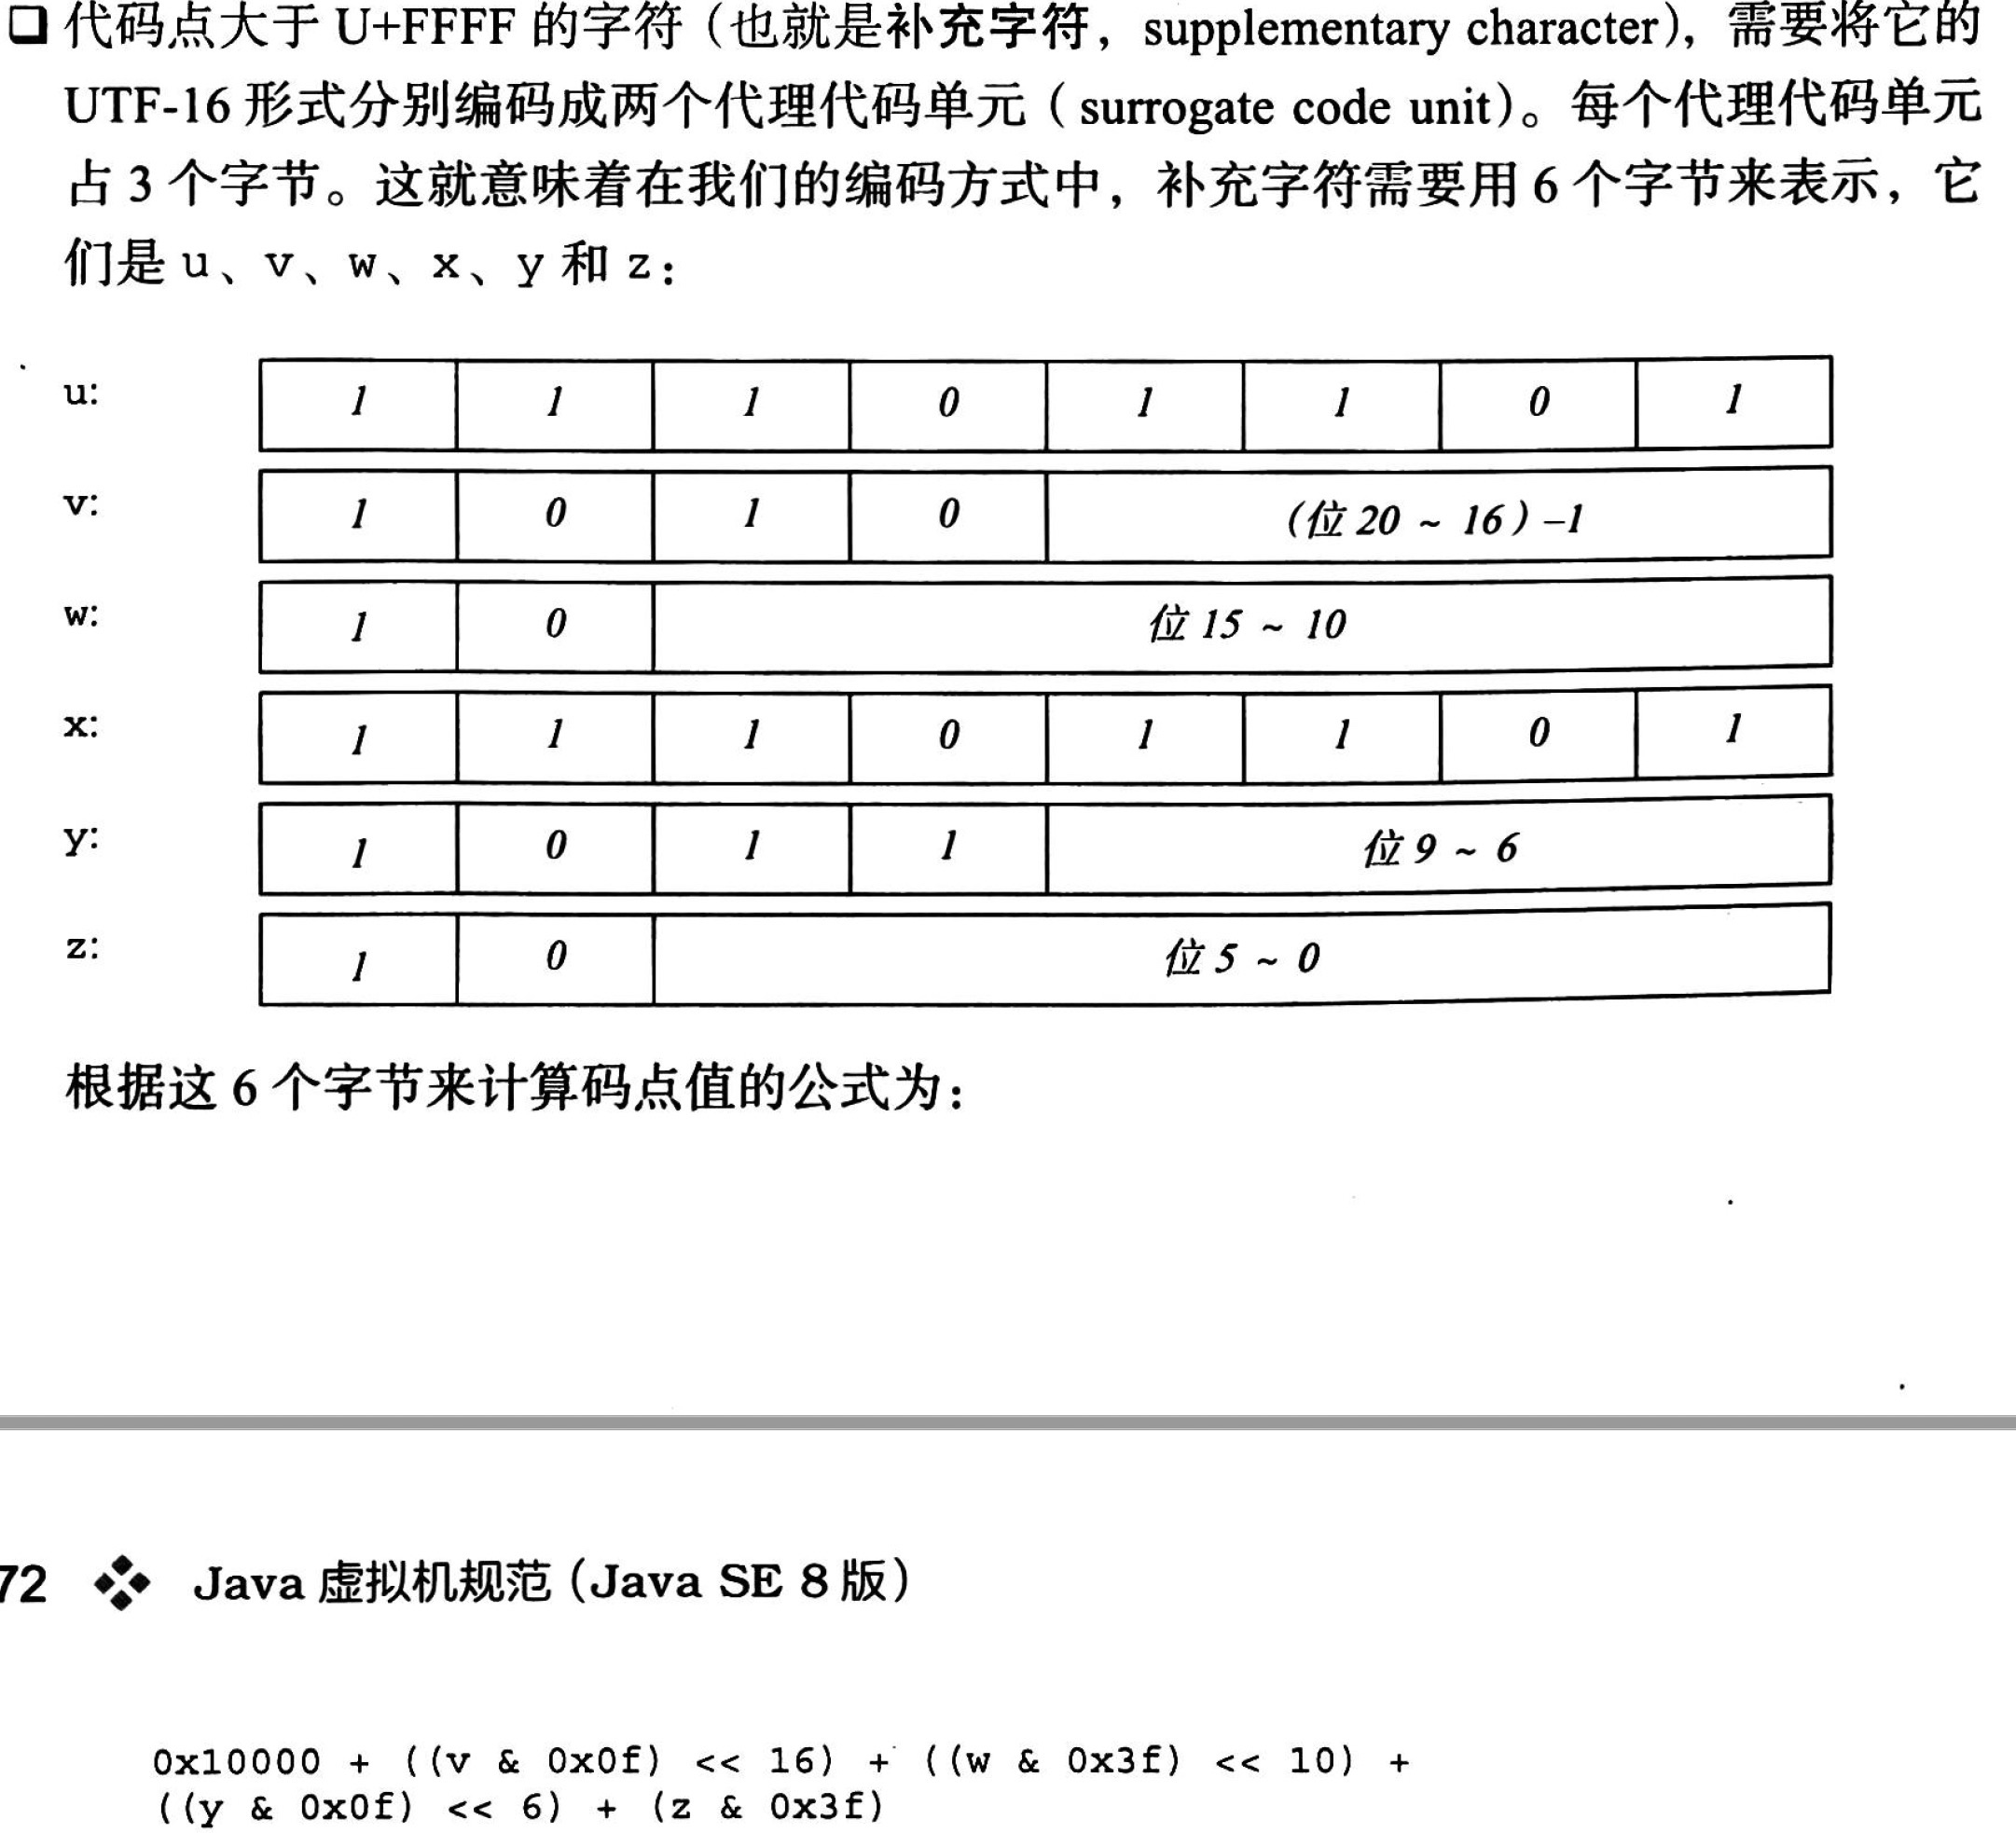 ❑ 代码点大于 U+FFFF 的字符（也就是补充字符，supplementary character），需要将它的
UTF-16 形式分别编码成两个代理代码单元（surrogate code unit）。每个代理代码单元
占 3 个字节。这就意味着在我们的编码方式中，补充字符需要用 6 个字节来表示，它
们是 u、v、w、x、y 和 z：
u: 1 1 1 0 1 1 0 1
v: 1 0 1 0 (位 20 ~ 16) –1
w: 1 0 位 15 ~ 10
x: 1 1 1 0 1 1 0 1
y: 1 0 1 1 位 9 ~ 6
z: 1 0 位 5 ~ 0
根据这 6 个字节来计算码点值的公式为：
72 ❖ Java 虚拟机规范（Java SE 8 版）
0x10000 + ((v & 0x0f) << 16) + ((w & 0x3f) << 10) +
((y & 0x0f) << 6) + (z & 0x3f)